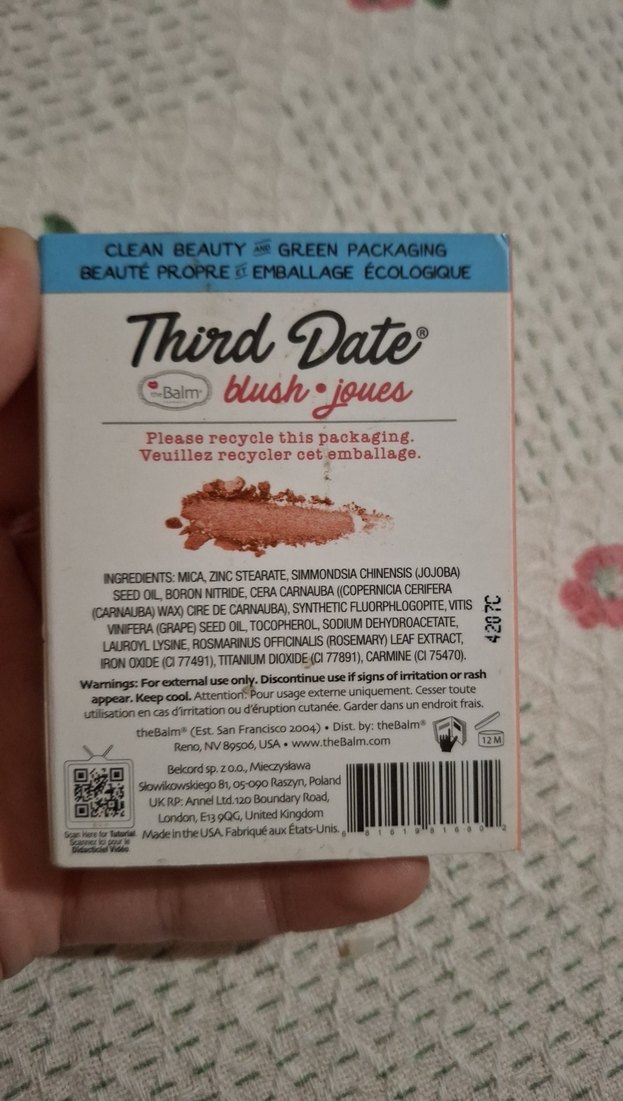 CLEAN BEAUTY AND GREEN PACKAGING
BEAUTÉ PROPRE ET EMBALLAGE ÉCOLOGIQUE
Third Date®
theBalm® blush • joues
Please recycle this packaging.
Veuillez recycler cet emballage.
INGREDIENTS: MICA, ZINC STEARATE, SIMMONDSIA CHINENSIS (JOJOBA)
SEED OIL, BORON NITRIDE, CERA CARNAUBA ((COPERNICIA CERIFERA
(CARNAUBA) WAX) CIRE DE CARNAUBA), SYNTHETIC FLUORPHLOGOPITE, VITIS
VINIFERA (GRAPE) SEED OIL, TOCOPHEROL, SODIUM DEHYDROACETATE,
LAUROYL LYSINE, ROSMARINUS OFFICINALIS (ROSEMARY) LEAF EXTRACT,
IRON OXIDE (CI 77491), TITANIUM DIOXIDE (CI 77891), CARMINE (CI 75470).
4207C
Warnings: For external use only. Discontinue use if signs of irritation or rash
appear. Keep cool. Attention: Pour usage externe uniquement. Cesser toute
utilisation en cas d'irritation ou d'éruption cutanée. Garder dans un endroit frais.
theBalm® (Est. San Francisco 2004) • Dist. by: theBalm®
Reno, NV 89506, USA • www.theBalm.com
12 M
Belcord sp. z o.o., Mieczysława
Słowikowskiego 81, 05-090 Raszyn, Poland
UK RP: Annel Ltd.120 Boundary Road,
London, E13 9QG, United Kingdom
Made in the USA. Fabriqué aux États-Unis.
Scan Here for Tutorial
Scannez ici pour le
Didacticiel Vidéo